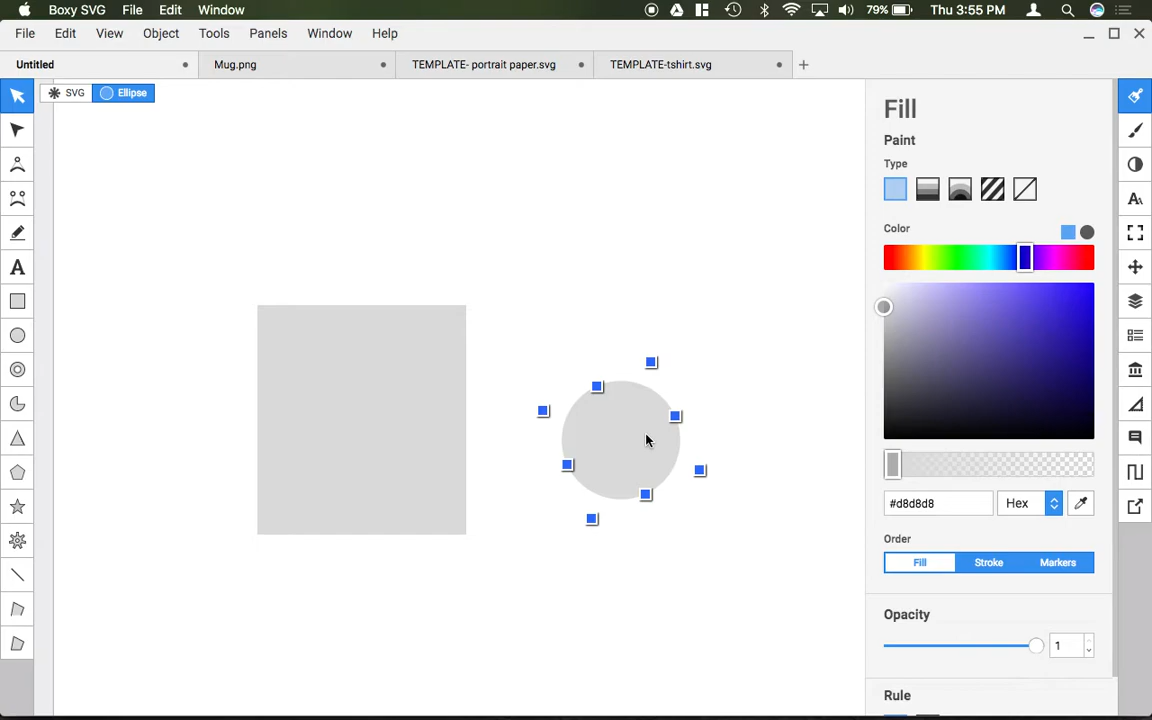 Boxy SVG File Edit Window 79% Thu 3:55 PM
File Edit View Object Tools Panels Window Help
Untitled Mug.png TEMPLATE- portrait paper.svg TEMPLATE-tshirt.svg
SVG Ellipse
Fill
Paint
Type
Color
#d8d8d8 Hex
Order
Fill Stroke Markers
Opacity
1
Rule